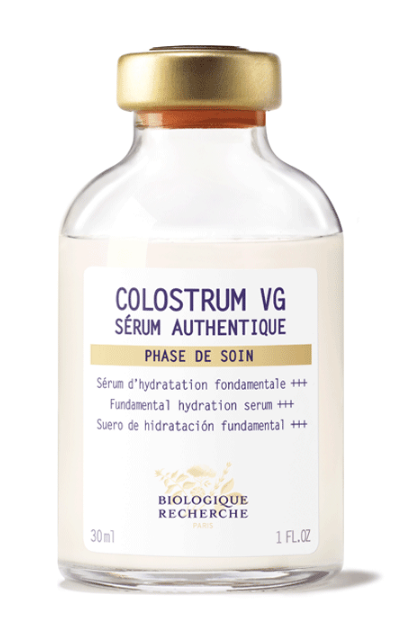 COLOSTRUM VG
SÉRUM AUTHENTIQUE
PHASE DE SOIN
Sérum d'hydratation fondamentale +++
Fundamental hydration serum +++
Suero de hidratación fundamental +++
BIOLOGIQUE
RECHERCHE
PARIS
30ml 1 FL.OZ